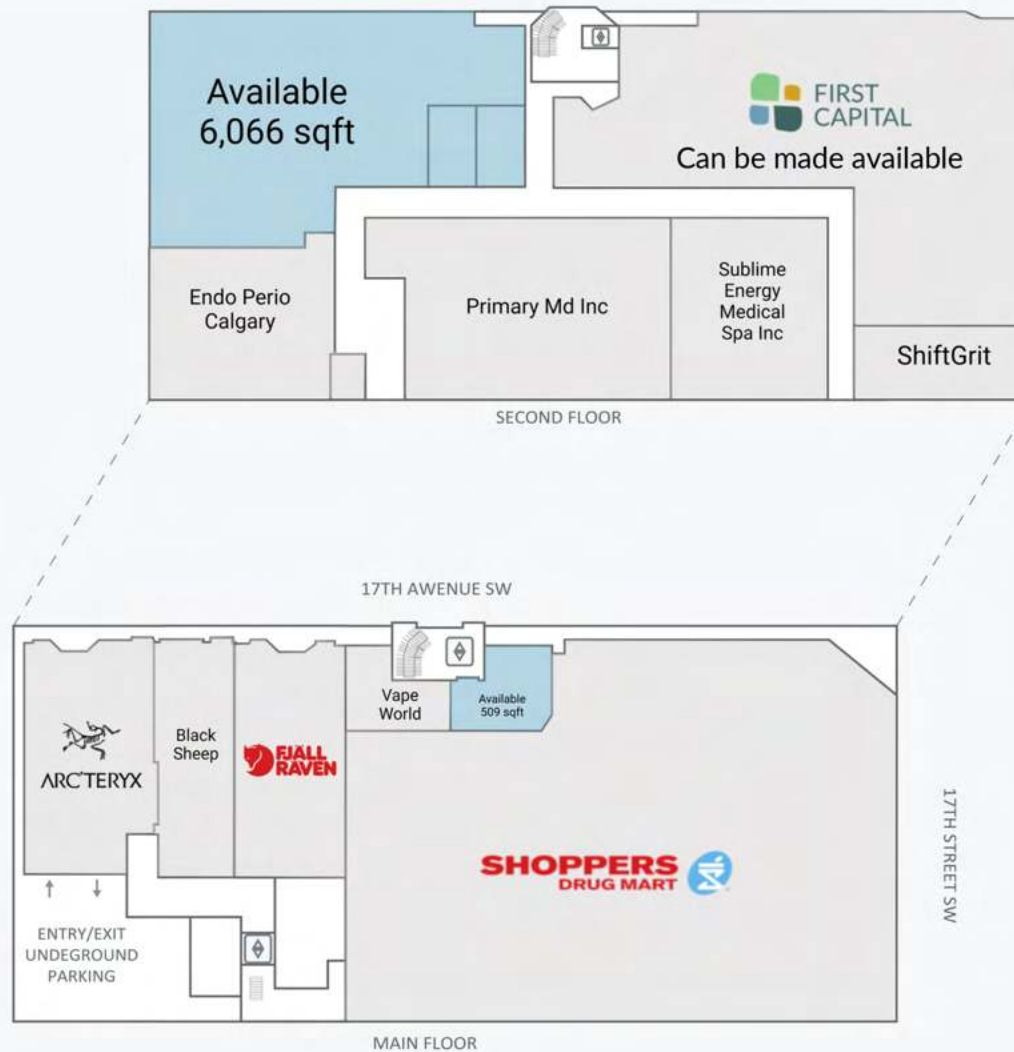 Available
6,066 sqft
FIRST
CAPITAL
Can be made available
Endo Perio
Calgary
Primary Md Inc
Sublime
Energy
Medical
Spa Inc
ShiftGrit
SECOND FLOOR
17TH AWENUE SW
ARC'TERYX
Black
Sheep
FJÄLL
RAVEN
Vape
World
Available
509 sqft
SHOPPERS
DRUG MART
17TH STREET SW
ENTRY/EXIT
UNDEGROUND
PARKING
MAIN FLOOR